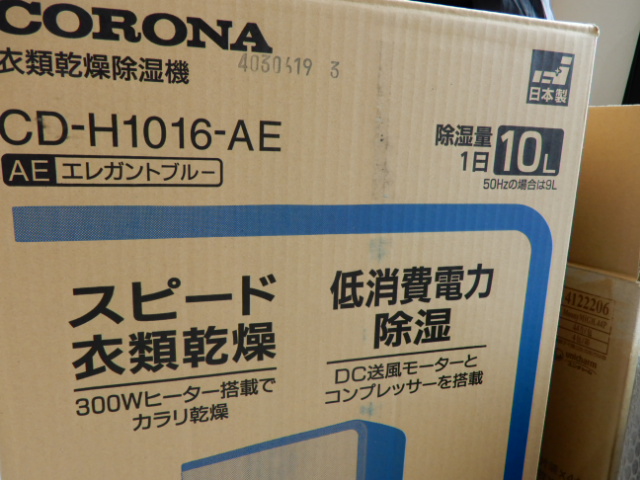 CORONA
衣類乾燥除湿機
4030419 3
日本製
CD-H1016-AE
AE エレガントブルー
除湿量
1日 10L
50Hzの場合は9L
スピード
衣類乾燥
300Wヒーター搭載で
カラリ乾燥
低消費電力
除湿
DC送風モーターと
コンプレッサーを搭載
4122206